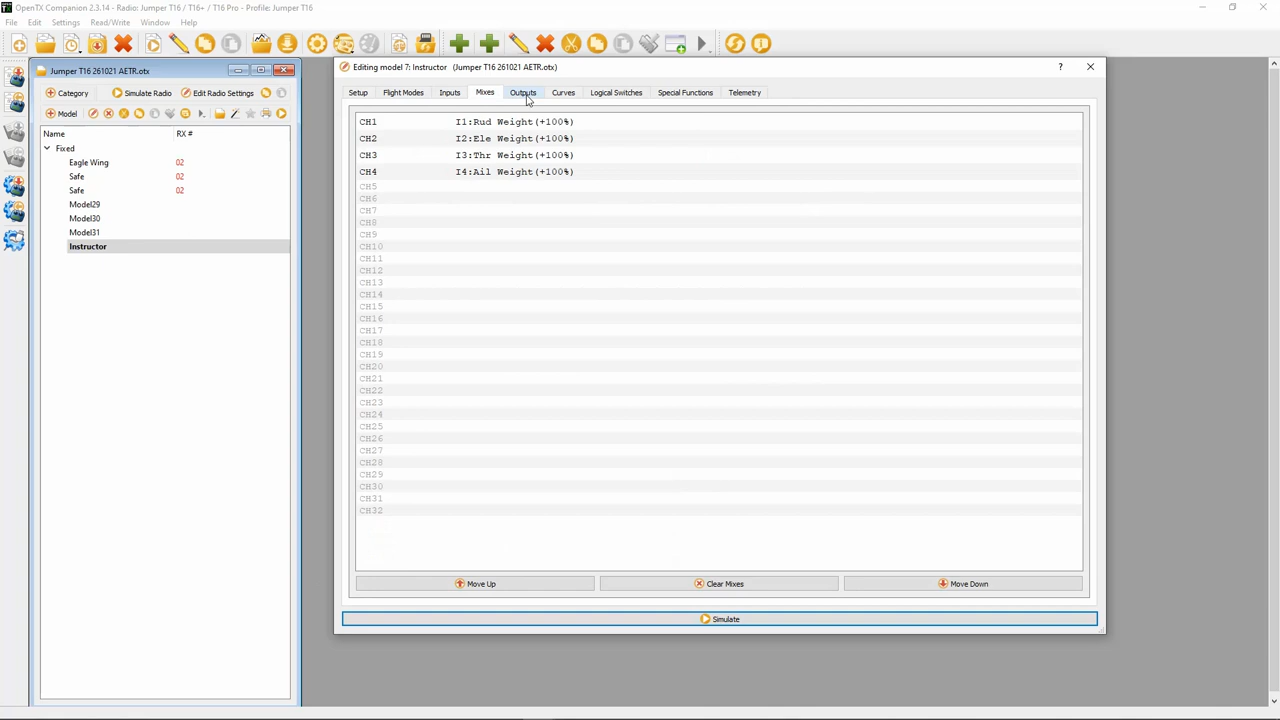 OpenTX Companion 2.3.14 - Radio: Jumper T16 / T16+ / T16 Pro - Profile: Jumper T16
File Edit Settings Read/Write Window Help
Jumper T16 261021 AETR.otx
Category Simulate Radio Edit Radio Settings
Model
Name RX #
Fixed
Eagle Wing 02
Safe 02
Safe 02
Model29
Model30
Model31
Instructor
Editing model 7: Instructor (Jumper T16 261021 AETR.otx)
Setup Flight Modes Inputs Mixes Outputs Curves Logical Switches Special Functions Telemetry
CH1 I1:Rud Weight(+100%)
CH2 I2:Ele Weight(+100%)
CH3 I3:Thr Weight(+100%)
CH4 I4:Ail Weight(+100%)
CH5
CH6
CH7
CH8
CH9
CH10
CH11
CH12
CH13
CH14
CH15
CH16
CH17
CH18
CH19
CH20
CH21
CH22
CH23
CH24
CH25
CH26
CH27
CH28
CH29
CH30
CH31
CH32
Move Up Clear Mixes Move Down
Simulate